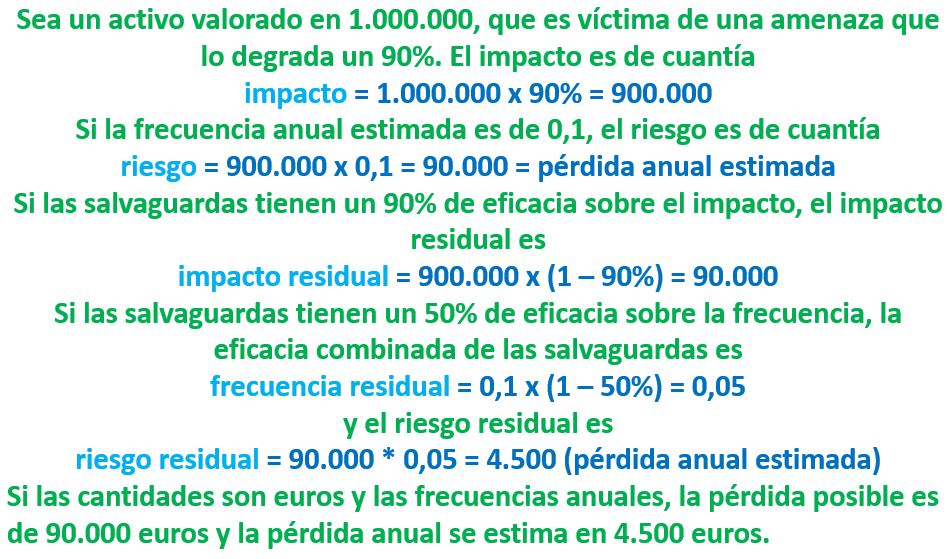 Sea un activo valorado en 1.000.000, que es víctima de una amenaza que
lo degrada un 90%. El impacto es de cuantía
impacto = 1.000.000 x 90% = 900.000
Si la frecuencia anual estimada es de 0,1, el riesgo es de cuantía
riesgo = 900.000 x 0,1 = 90.000 = pérdida anual estimada
Si las salvaguardas tienen un 90% de eficacia sobre el impacto, el impacto
residual es
impacto residual = 900.000 x (1 – 90%) = 90.000
Si las salvaguardas tienen un 50% de eficacia sobre la frecuencia, la
eficacia combinada de las salvaguardas es
frecuencia residual = 0,1 x (1 – 50%) = 0,05
y el riesgo residual es
riesgo residual = 90.000 * 0,05 = 4.500 (pérdida anual estimada)
Si las cantidades son euros y las frecuencias anuales, la pérdida posible es
de 90.000 euros y la pérdida anual se estima en 4.500 euros.